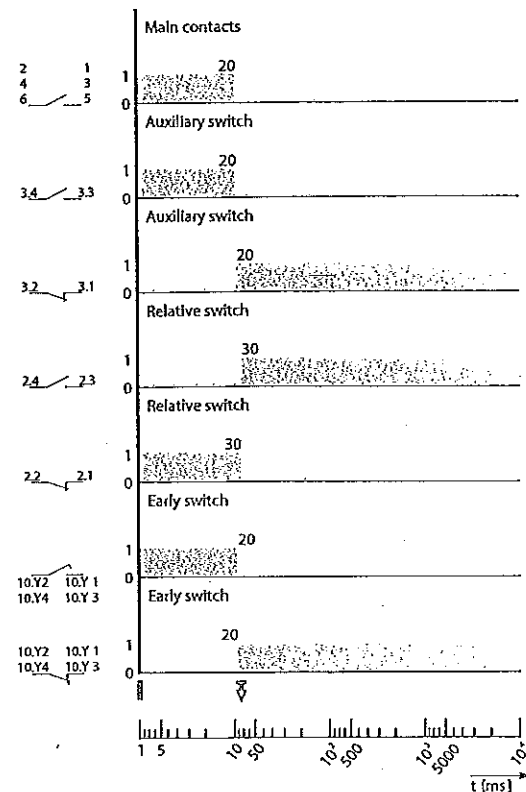 Main contacts
2 1
4 3
6 5
1
0
20
Auxiliary switch
3.4 3.3
1
0
20
Auxiliary switch
3.2 3.1
1
0
20
Relative switch
2.4 2.3
1
0
30
Relative switch
2.2 2.1
1
0
30
Early switch
1
0
20
10.Y2 10.Y1
10.Y4 10.Y3
Early switch
20
10.Y2 10.Y1
10.Y4 10.Y3
1
0
1 5 10 50 10² 500 10³ 5000 10⁴
t [ms]